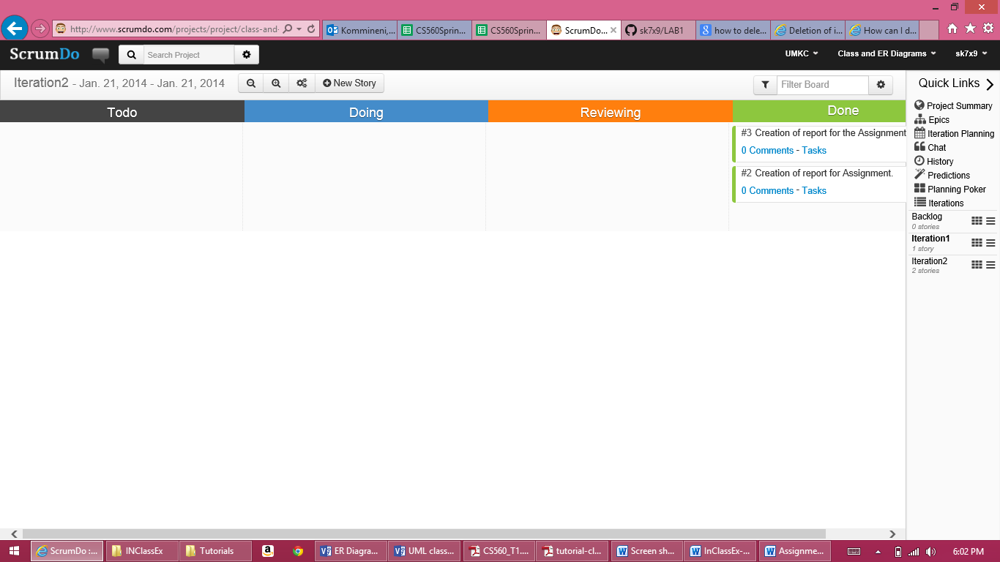 http://www.scrumdo.com/projects/project/class-and-
Kommineni,...
CS560Sprin...
CS560Sprin...
ScrumDo...
sk7x9/LAB1
how to dele...
Deletion of i...
How can I d...
ScrumDo
Search Project
UMKC
Class and ER Diagrams
sk7x9
Iteration2 - Jan. 21, 2014 - Jan. 21, 2014
New Story
Filter Board
Quick Links
Todo
Doing
Reviewing
Done
#3 Creation of report for the Assignment
0 Comments - Tasks
#2 Creation of report for Assignment.
0 Comments - Tasks
Project Summary
Epics
Iteration Planning
Chat
History
Predictions
Planning Poker
Iterations
Backlog
0 stories
Iteration1
1 story
Iteration2
2 stories
ScrumDo :...
INClassEx
Tutorials
ER Diagra...
UML class...
CS560_T1....
tutorial-cl...
Screen sh...
InClassEx-...
Assignme...
6:02 PM